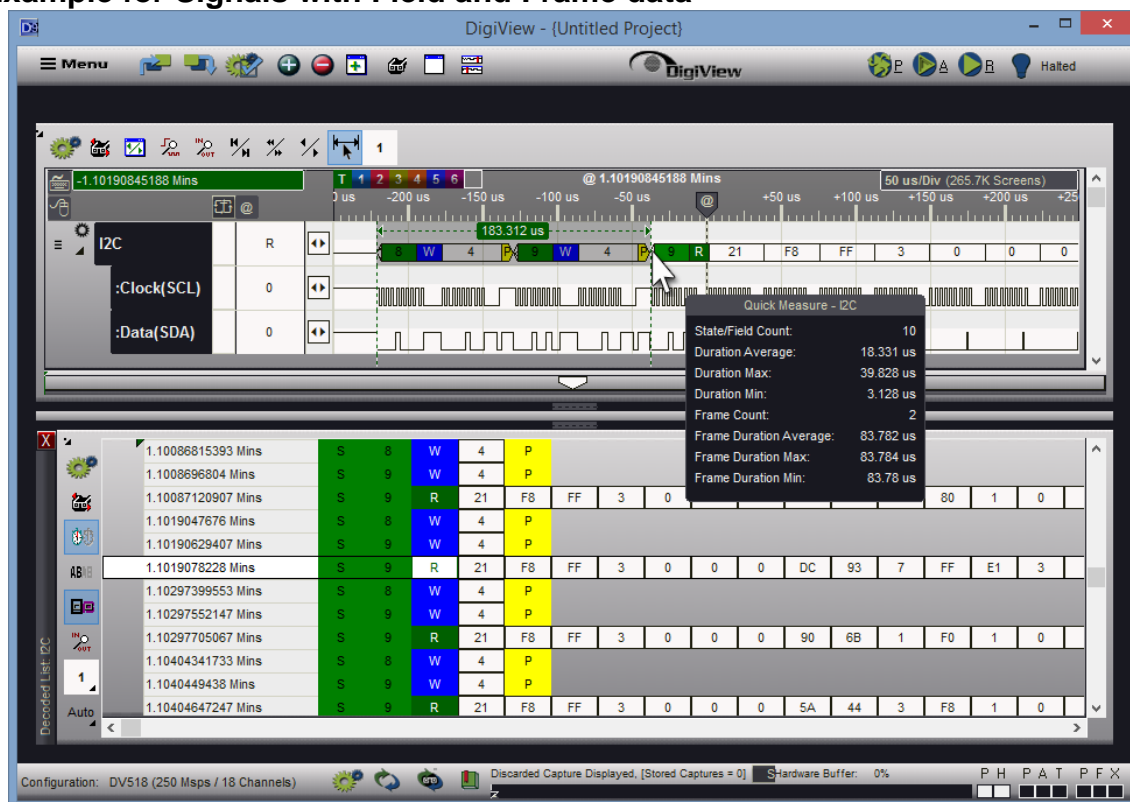 xample for Signals with Field and Frame data
DigiView - {Untitled Project}
Menu
DigiView
P A B Halted
1
-1.10190845188 Mins
T 1 2 3 4 5 6
@ 1.10190845188 Mins
50 us/Div (265.7K Screens)
@
us -200 us -150 us -100 us -50 us @ +50 us +100 us +150 us +200 us +25
183.312 us
I2C R 8 W 4 P 9 W 4 P 9 R 21 F8 FF 3 0 0 0
:Clock(SCL) 0
:Data(SDA) 0
Quick Measure - I2C
State/Field Count: 10
Duration Average: 18.331 us
Duration Max: 39.828 us
Duration Min: 3.128 us
Frame Count: 2
Frame Duration Average: 83.782 us
Frame Duration Max: 83.784 us
Frame Duration Min: 83.78 us
X
1.10086815393 Mins S 8 W 4 P
1.1008696804 Mins S 9 W 4 P
1.10087120907 Mins S 9 R 21 F8 FF 3 0 80 1 0
1.1019047676 Mins S 8 W 4 P
1.10190629407 Mins S 9 W 4 P
1.1019078228 Mins S 9 R 21 F8 FF 3 0 0 0 DC 93 7 FF E1 3
1.10297399553 Mins S 8 W 4 P
1.10297552147 Mins S 9 W 4 P
1.10297705067 Mins S 9 R 21 F8 FF 3 0 0 0 90 6B 1 F0 1 0
1.10404341733 Mins S 8 W 4 P
1.1040449438 Mins S 9 W 4 P
1.10404647247 Mins S 9 R 21 F8 FF 3 0 0 0 5A 44 3 F8 1 0
IN OUT
1
Auto
Decoded List: I2C
Configuration: DV518 (250 Msps / 18 Channels)
Discarded Capture Displayed, [Stored Captures = 0]
Hardware Buffer: 0%
P H P A T P F X